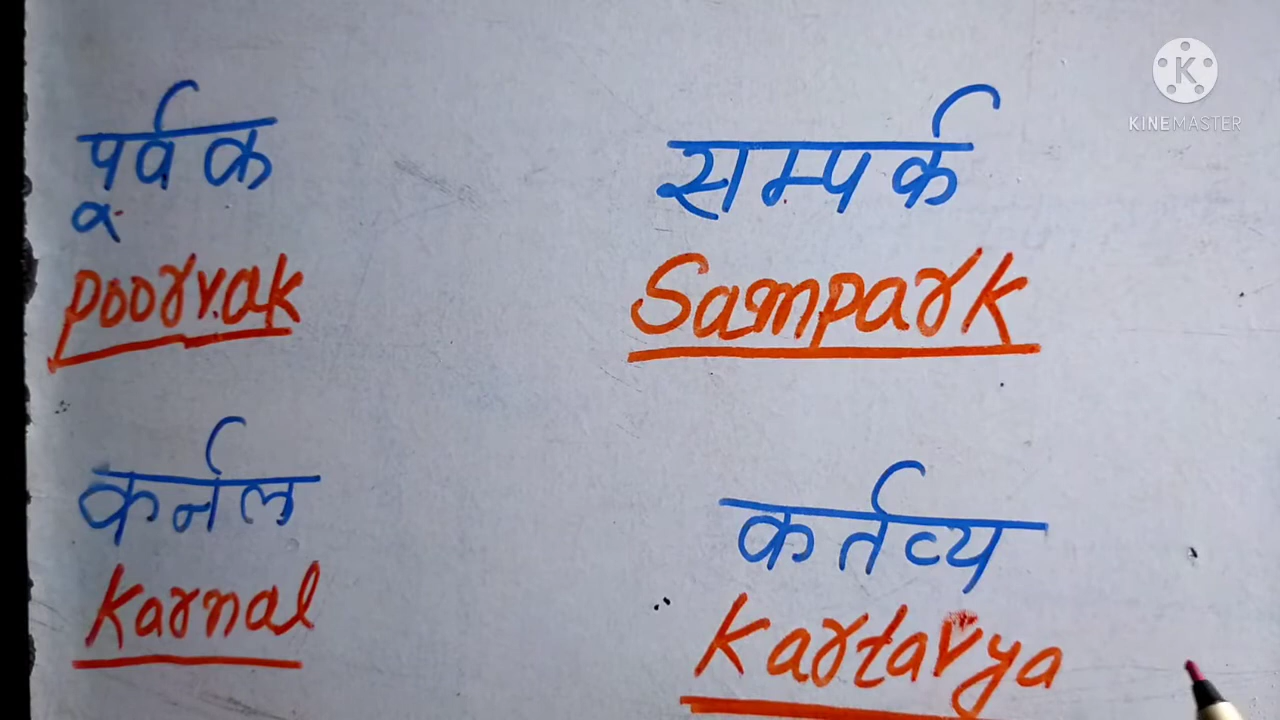 पूर्वक
Poorvak
सम्पर्क
Sampark
कर्नल
Karnal
कर्तव्य
Kartavya
KINEMASTER